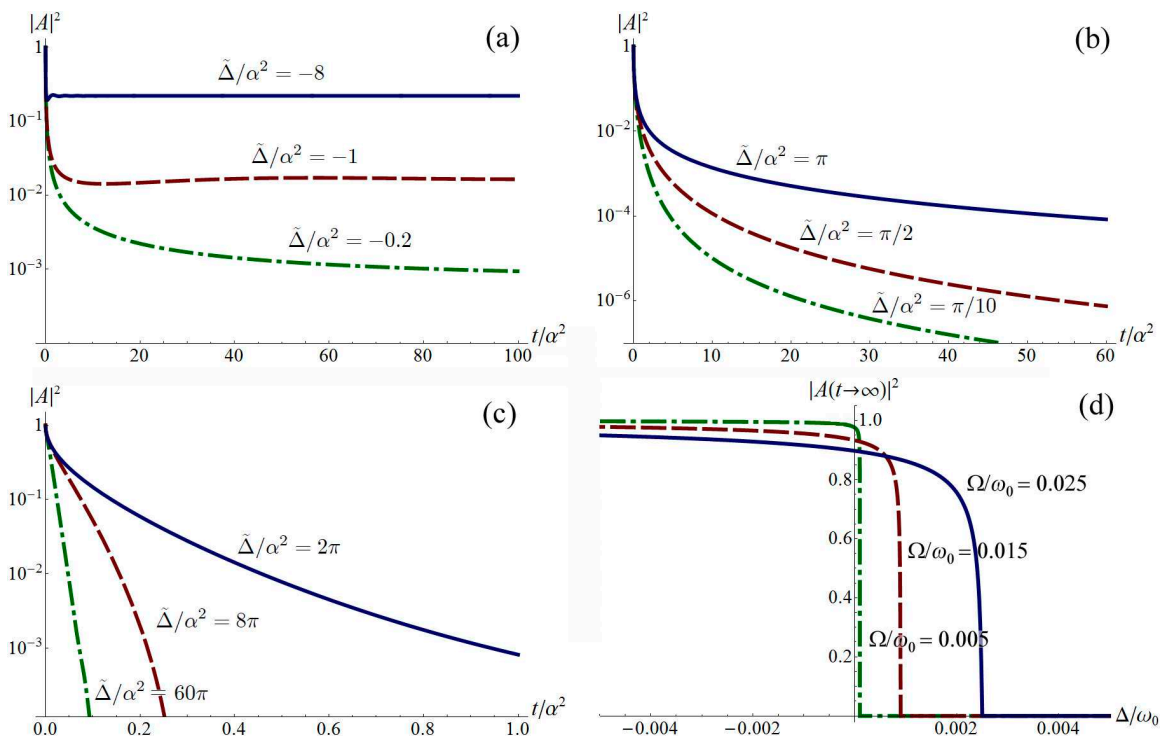 |A|²
(a)
1
Δ̃/α² = −8
10⁻¹
Δ̃/α² = −1
10⁻²
Δ̃/α² = −0.2
10⁻³
t/α²
0 20 40 60 80 100
|A|²
(b)
1
10⁻²
Δ̃/α² = π
10⁻⁴
Δ̃/α² = π/2
10⁻⁶
Δ̃/α² = π/10
t/α²
0 10 20 30 40 50 60
|A|²
(c)
1
10⁻¹
Δ̃/α² = 2π
10⁻²
Δ̃/α² = 8π
10⁻³
Δ̃/α² = 60π
t/α²
0.0 0.2 0.4 0.6 0.8 1.0
|A(t→∞)|²
(d)
1.0
0.8
Ω/ω₀ = 0.025
0.6
Ω/ω₀ = 0.015
0.4
Ω/ω₀ = 0.005
0.2
Δ/ω₀
−0.004 −0.002 0.002 0.004